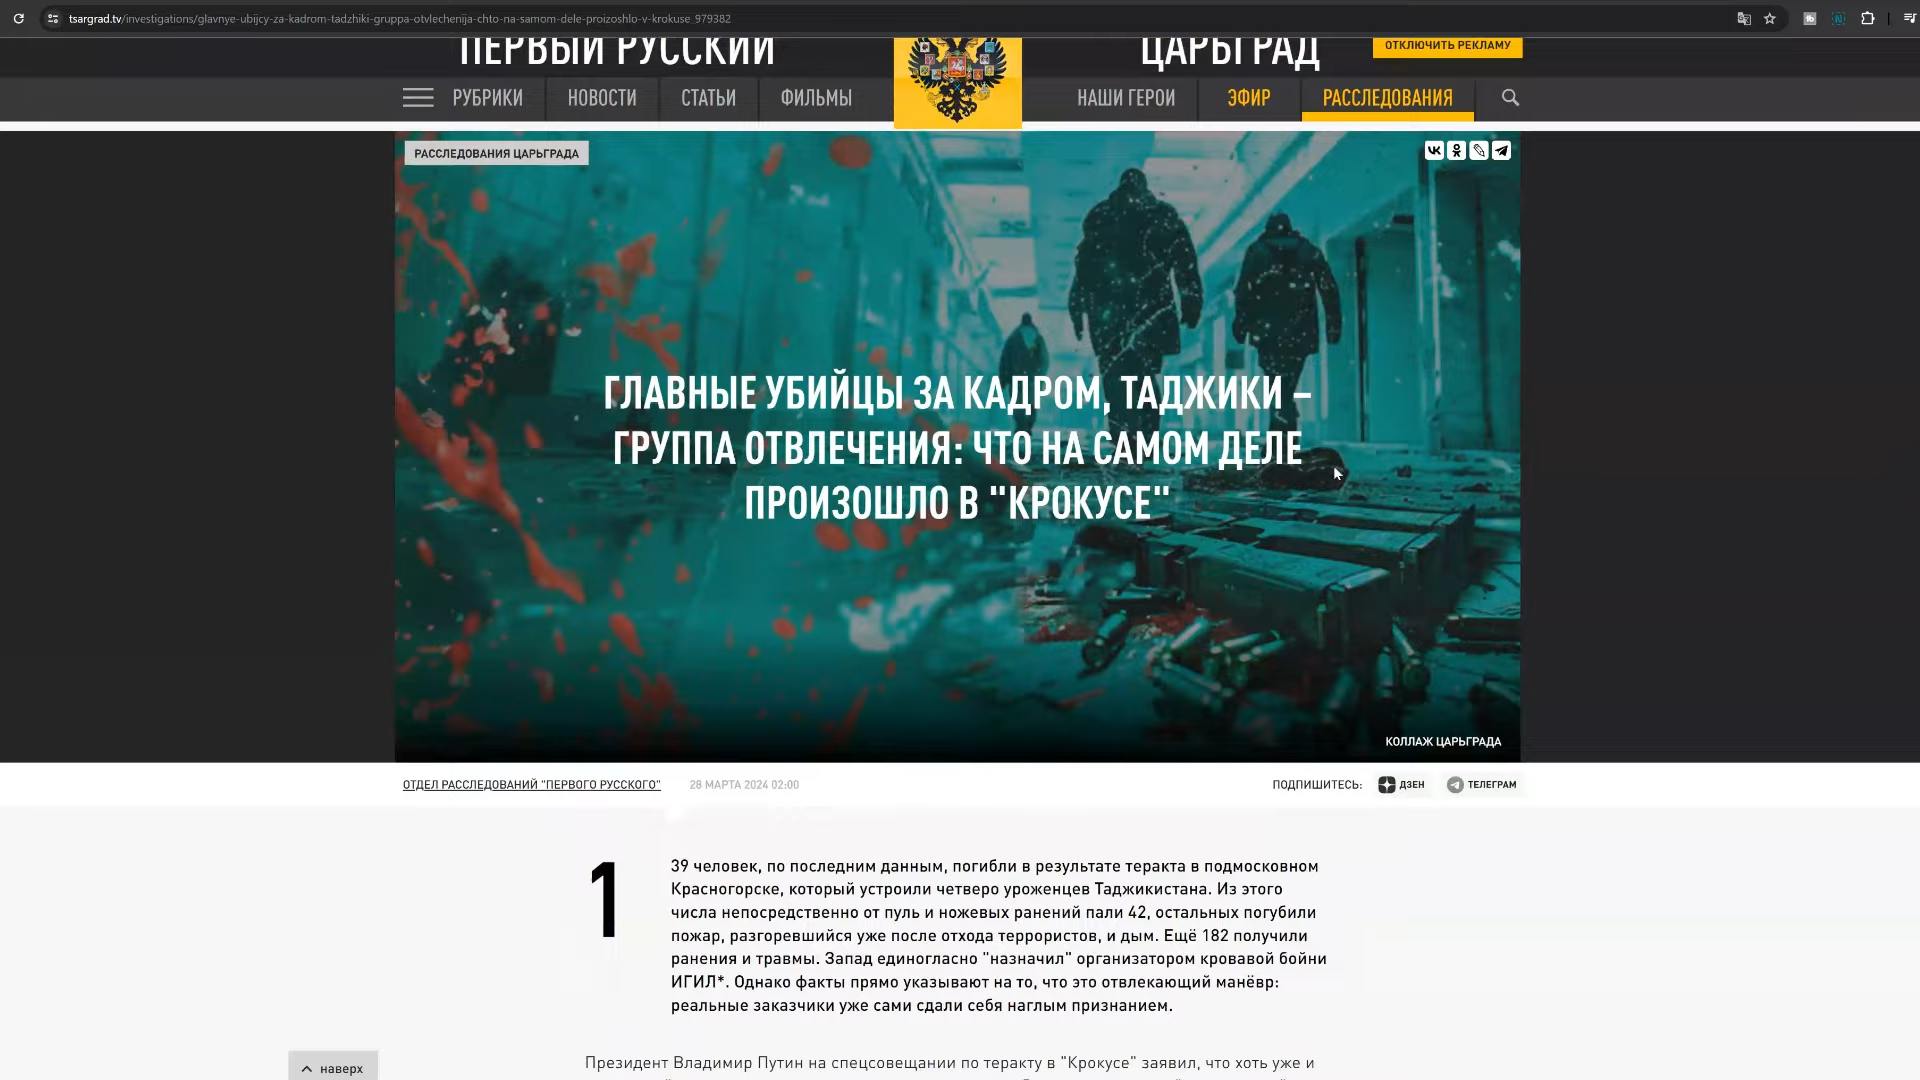 tsargrad.tv/investigations/glavnye-ubijcy-za-kadrom-tadzhiki-gruppa-otvlechenija-chto-na-samom-dele-proizoshlo-v-krokuse_979382
ПЕРВЫЙ РУССКИЙ
ЦАРЬГРАД
ОТКЛЮЧИТЬ РЕКЛАМУ
РУБРИКИ
НОВОСТИ
СТАТЬИ
ФИЛЬМЫ
НАШИ ГЕРОИ
ЭФИР
РАССЛЕДОВАНИЯ
РАССЛЕДОВАНИЯ ЦАРЬГРАДА
ГЛАВНЫЕ УБИЙЦЫ ЗА КАДРОМ, ТАДЖИКИ –
ГРУППА ОТВЛЕЧЕНИЯ: ЧТО НА САМОМ ДЕЛЕ
ПРОИЗОШЛО В "КРОКУСЕ"
КОЛЛАЖ ЦАРЬГРАДА
ОТДЕЛ РАССЛЕДОВАНИЙ "ПЕРВОГО РУССКОГО"
28 МАРТА 2024 02:00
ПОДПИШИТЕСЬ:
ДЗЕН
ТЕЛЕГРАМ
1
39 человек, по последним данным, погибли в результате теракта в подмосковном
Красногорске, который устроили четверо уроженцев Таджикистана. Из этого
числа непосредственно от пуль и ножевых ранений пали 42, остальных погубили
пожар, разгоревшийся уже после отхода террористов, и дым. Ещё 182 получили
ранения и травмы. Запад единогласно "назначил" организатором кровавой бойни
ИГИЛ*. Однако факты прямо указывают на то, что это отвлекающий манёвр:
реальные заказчики уже сами сдали себя наглым признанием.
Президент Владимир Путин на спецсовещании по теракту в "Крокусе" заявил, что хоть уже и
наверх